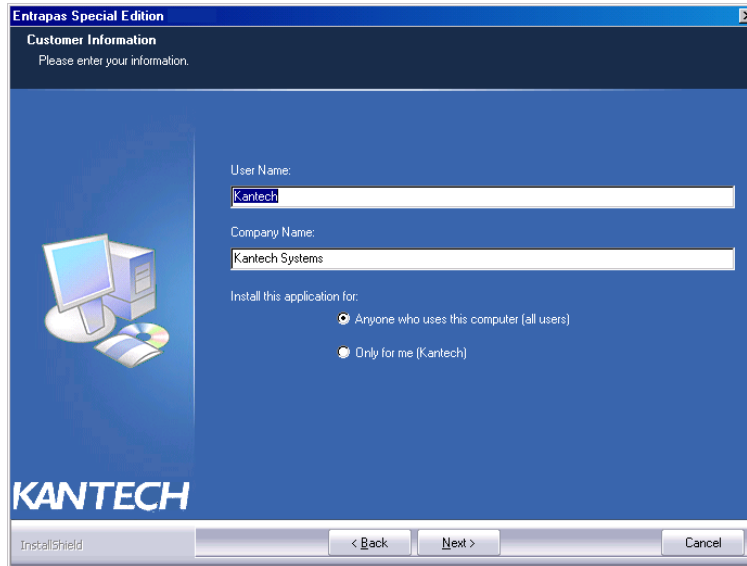 Entrapas Special Edition
Customer Information
Please enter your information.
User Name:
Kantech
Company Name:
Kantech Systems
Install this application for:
Anyone who uses this computer (all users)
Only for me (Kantech)
KANTECH
InstallShield
< Back
Next >
Cancel